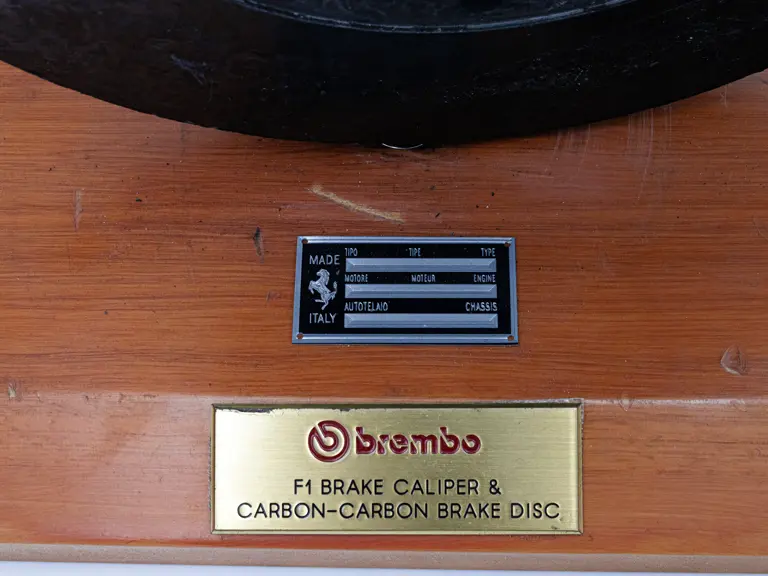 MADE
ITALY
TIPO TIPE TYPE
MOTORE MOTEUR ENGINE
AUTOTELAIO CHASSIS
brembo
F1 BRAKE CALIPER &
CARBON-CARBON BRAKE DISC